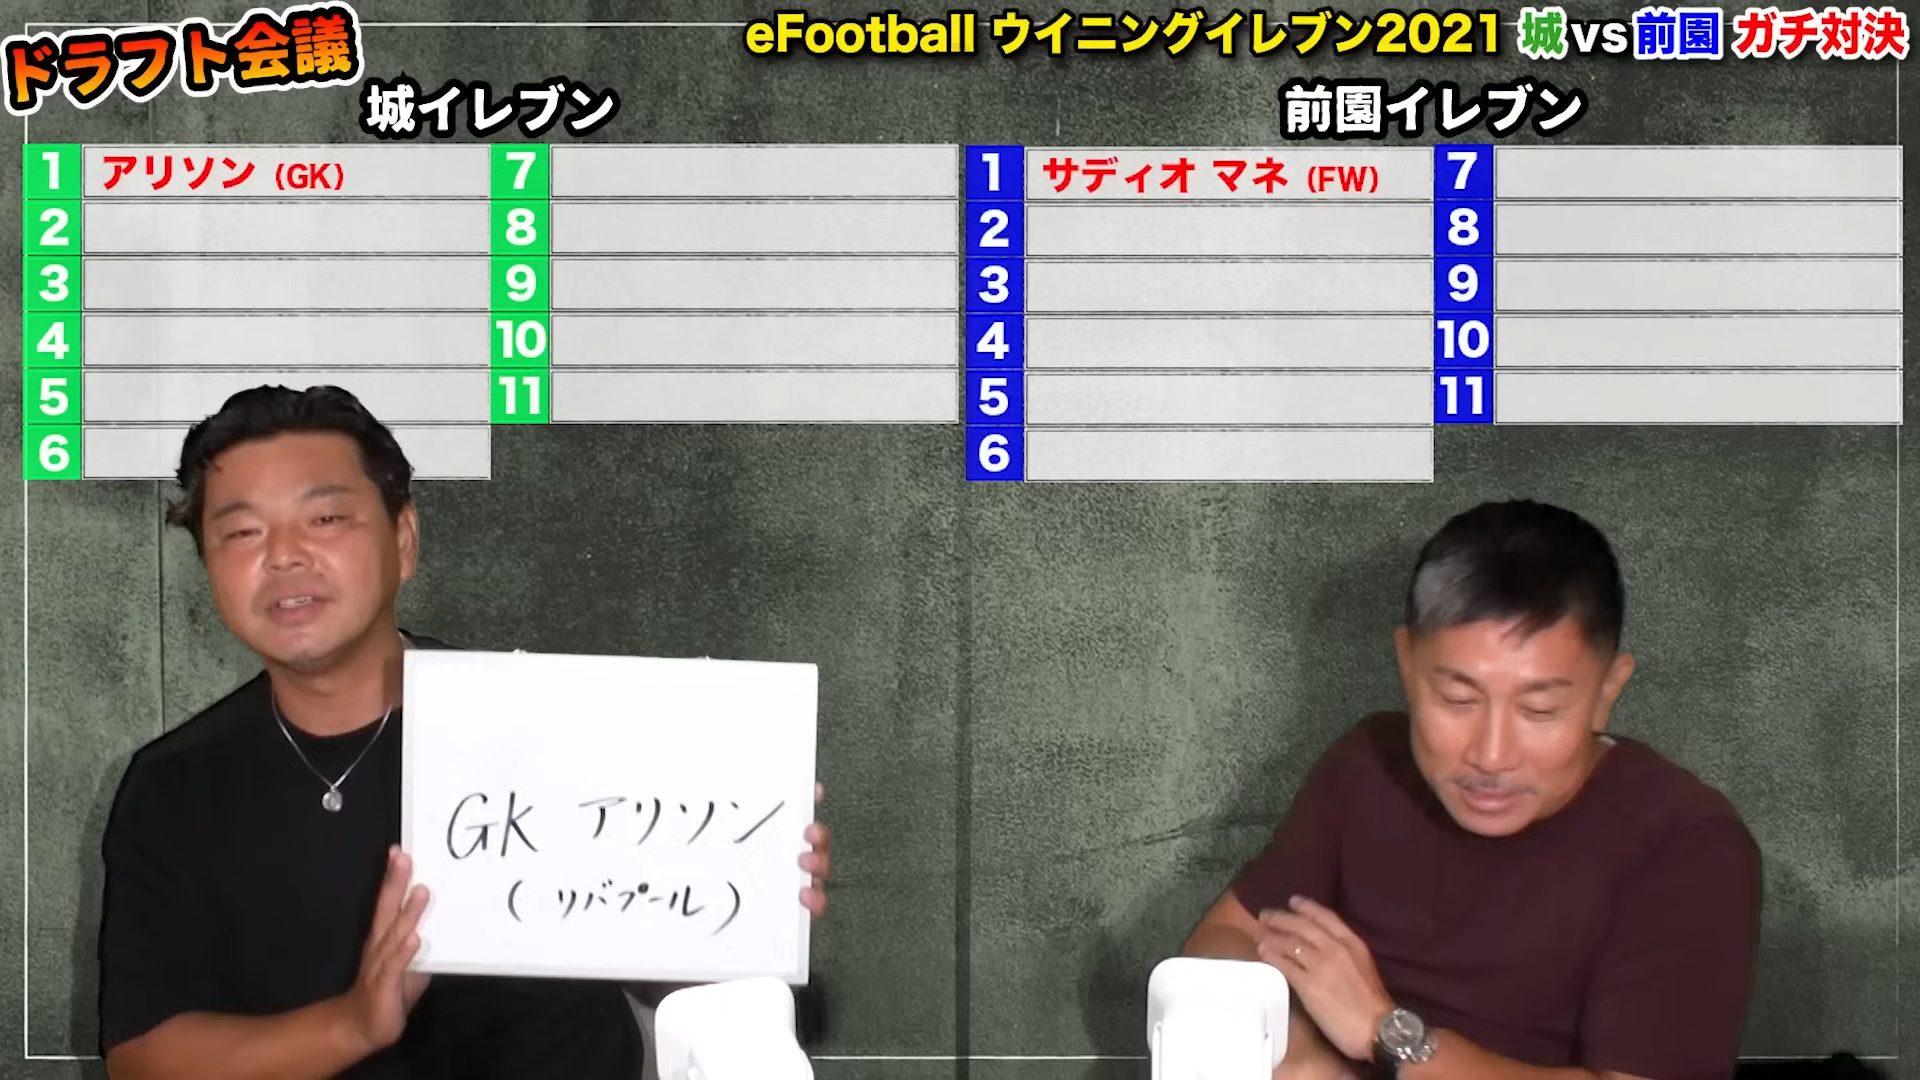 ドラフト会議
eFootball ウイニングイレブン2021 城vs前園 ガチ対決
城イレブン
1 アリソン (GK) 7
2 8
3 9
4 10
5 11
6
前園イレブン
1 サディオ マネ (FW) 7
2 8
3 9
4 10
5 11
6
GK アリソン
(リバプール)